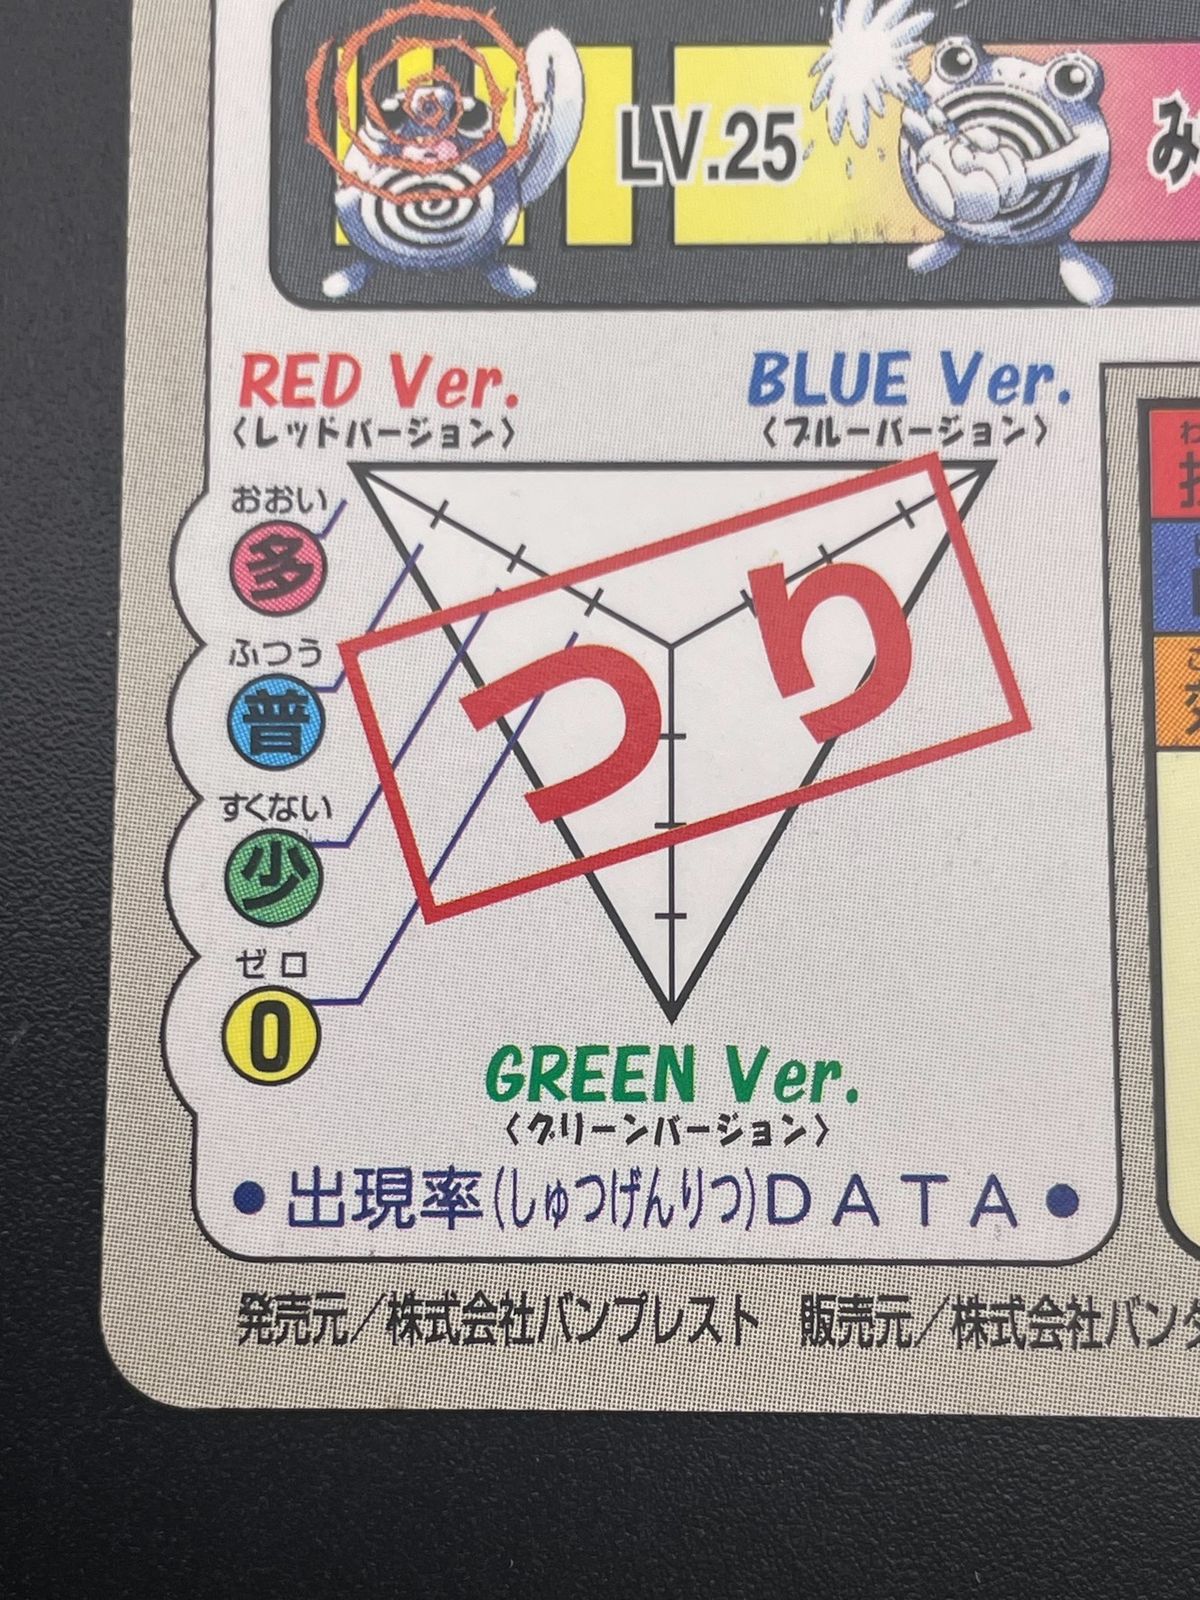 LV.25 み
RED Ver. BLUE Ver.
〈レッドバージョン〉 〈ブルーバージョン〉
おおい
多
ふつう
普
つり
すくない
少
ゼロ
0
GREEN Ver.
〈グリーンバージョン〉
●出現率(しゅつげんりつ)DATA●
発売元/株式会社バンプレスト 販売元/株式会社バン